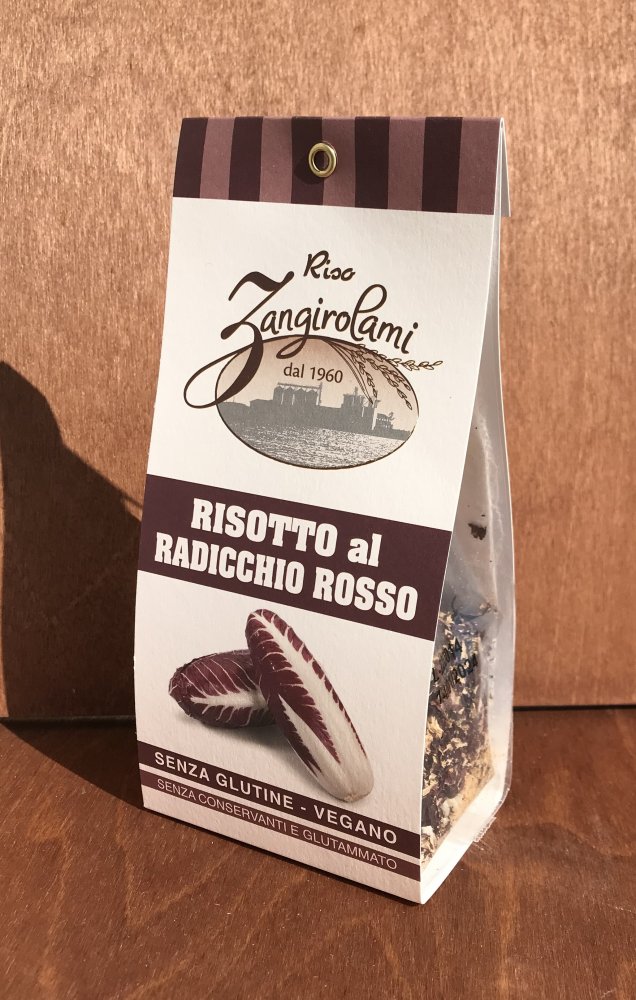 Riso
Zangirolami
dal 1960
RISOTTO al
RADICCHIO ROSSO
SENZA GLUTINE - VEGANO
SENZA CONSERVANTI E GLUTAMMATO